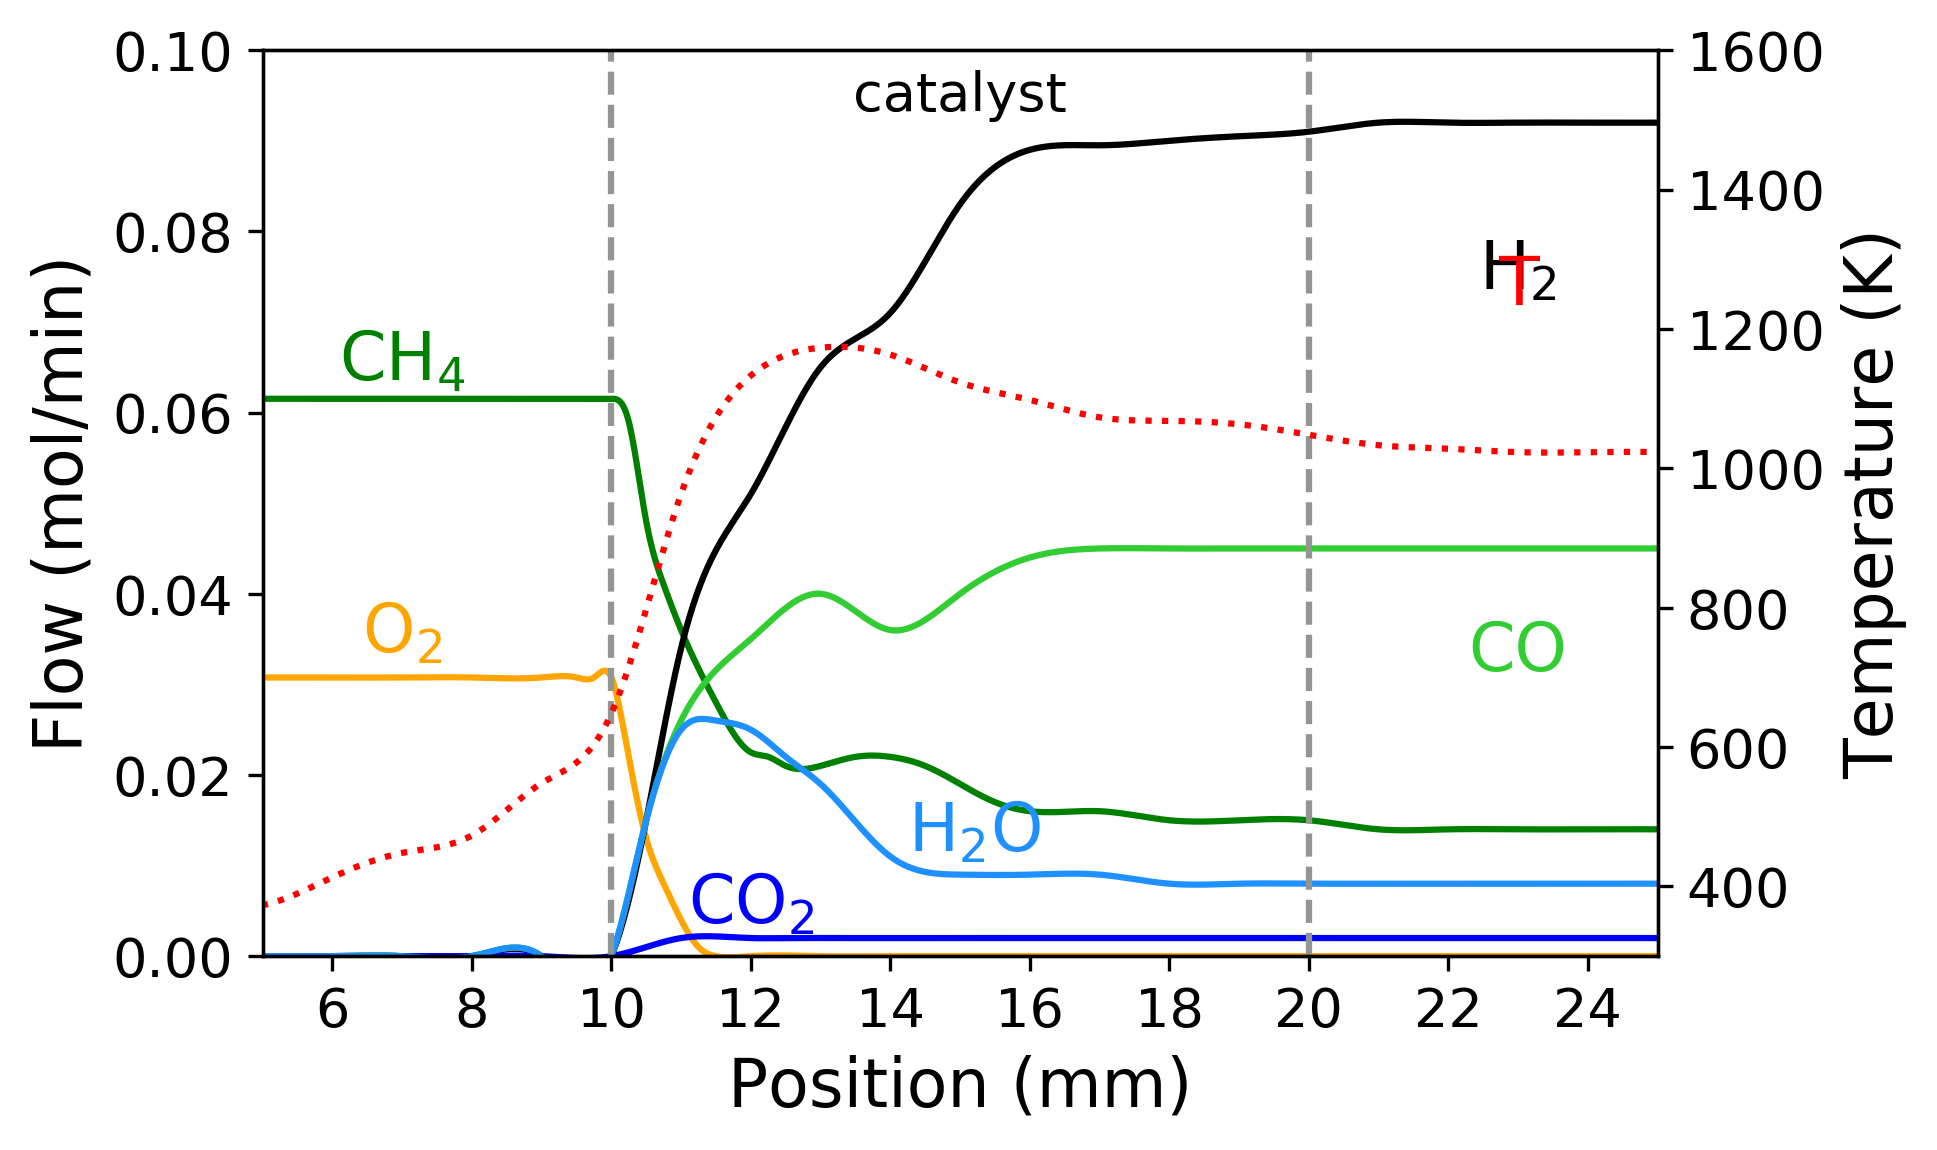 0.10
0.08
0.06
0.04
0.02
0.00
Flow (mol/min)
6 8 10 12 14 16 18 20 22 24
Position (mm)
1600
1400
1200
1000
800
600
400
Temperature (K)
catalyst
CH₄
O₂
H₂
T
CO
H₂O
CO₂